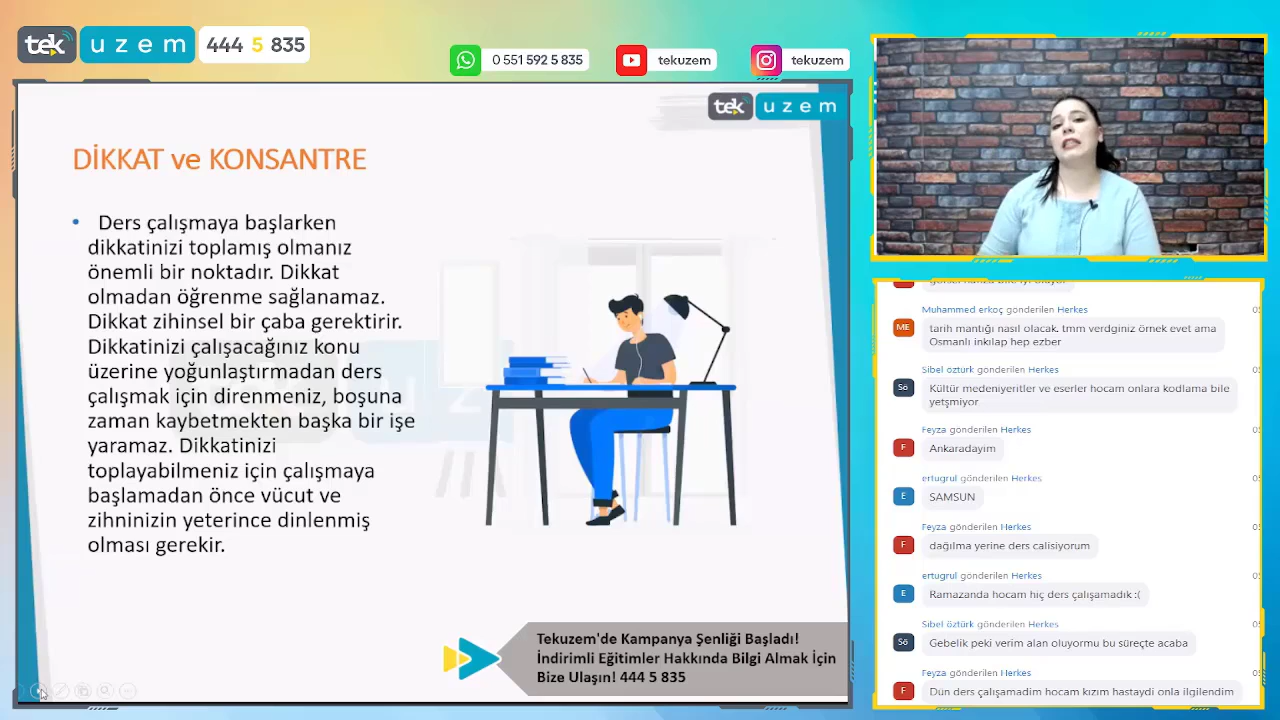 tek uzem 444 5 835
0 551 592 5 835
tekuzem
tekuzem
tek uzem
DİKKAT ve KONSANTRE
• Ders çalışmaya başlarken
dikkatinizi toplamış olmanız
önemli bir noktadır. Dikkat
olmadan öğrenme sağlanamaz.
Dikkat zihinsel bir çaba gerektirir.
Dikkatinizi çalışacağınız konu
üzerine yoğunlaştırmadan ders
çalışmak için direnmeniz, boşuna
zaman kaybetmekten başka bir işe
yaramaz. Dikkatinizi
toplayabilmeniz için çalışmaya
başlamadan önce vücut ve
zihninizin yeterince dinlenmiş
olması gerekir.
Tekuzem'de Kampanya Şenliği Başladı!
İndirimli Eğitimler Hakkında Bilgi Almak İçin
Bize Ulaşın! 444 5 835
Muhammed erkoç gönderilen Herkes
ME
tarih mantığı nasıl olacak. tmm verdginiz örnek evet ama
Osmanlı inkılap hep ezber
Sibel öztürk gönderilen Herkes
Sö
Kültür medeniyeritler ve eserler hocam onlara kodlama bile
yetşmiyor
Feyza gönderilen Herkes
F
Ankaradayım
ertugrul gönderilen Herkes
E
SAMSUN
Feyza gönderilen Herkes
F
dağılma yerine ders calisiyorum
ertugrul gönderilen Herkes
E
Ramazanda hocam hiç ders çalışamadık :(
Sibel öztürk gönderilen Herkes
Sö
Gebelik peki verim alan oluyormu bu süreçte acaba
Feyza gönderilen Herkes
F
Dün ders çalışamadim hocam kızım hastaydi onla ilgilendim